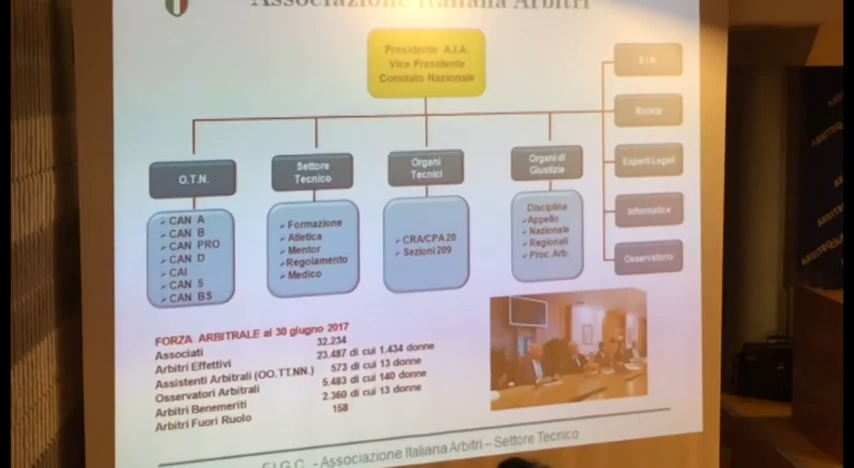 Associazione Italiana Arbitri
Presidente A.I.A.
Vice Presidente
Comitato Nazionale
S.I.N.
Rivista
Esperti Legali
Informatica
Osservatorio
O.T.N.
CAN A
CAN B
CAN PRO
CAN D
CAI
CAN 5
CAN BS
Settore
Tecnico
Formazione
Atletica
Mentor
Regolamento
Medico
Organi
Tecnici
CRA/CPA 20
Sezioni 209
Organi di
Giustizia
Disciplina
Appello
Nazionale
Regionali
Proc. Arb.
FORZA ARBITRALE al 30 giugno 2017
Associati 32.234
Arbitri Effettivi 23.487 di cui 1.434 donne
Assistenti Arbitrali (OO.TT.NN.) 573 di cui 13 donne
Osservatori Arbitrali 5.483 di cui 140 donne
Arbitri Benemeriti 2.360 di cui 13 donne
Arbitri Fuori Ruolo 158
F.I.G.C. - Associazione Italiana Arbitri – Settore Tecnico